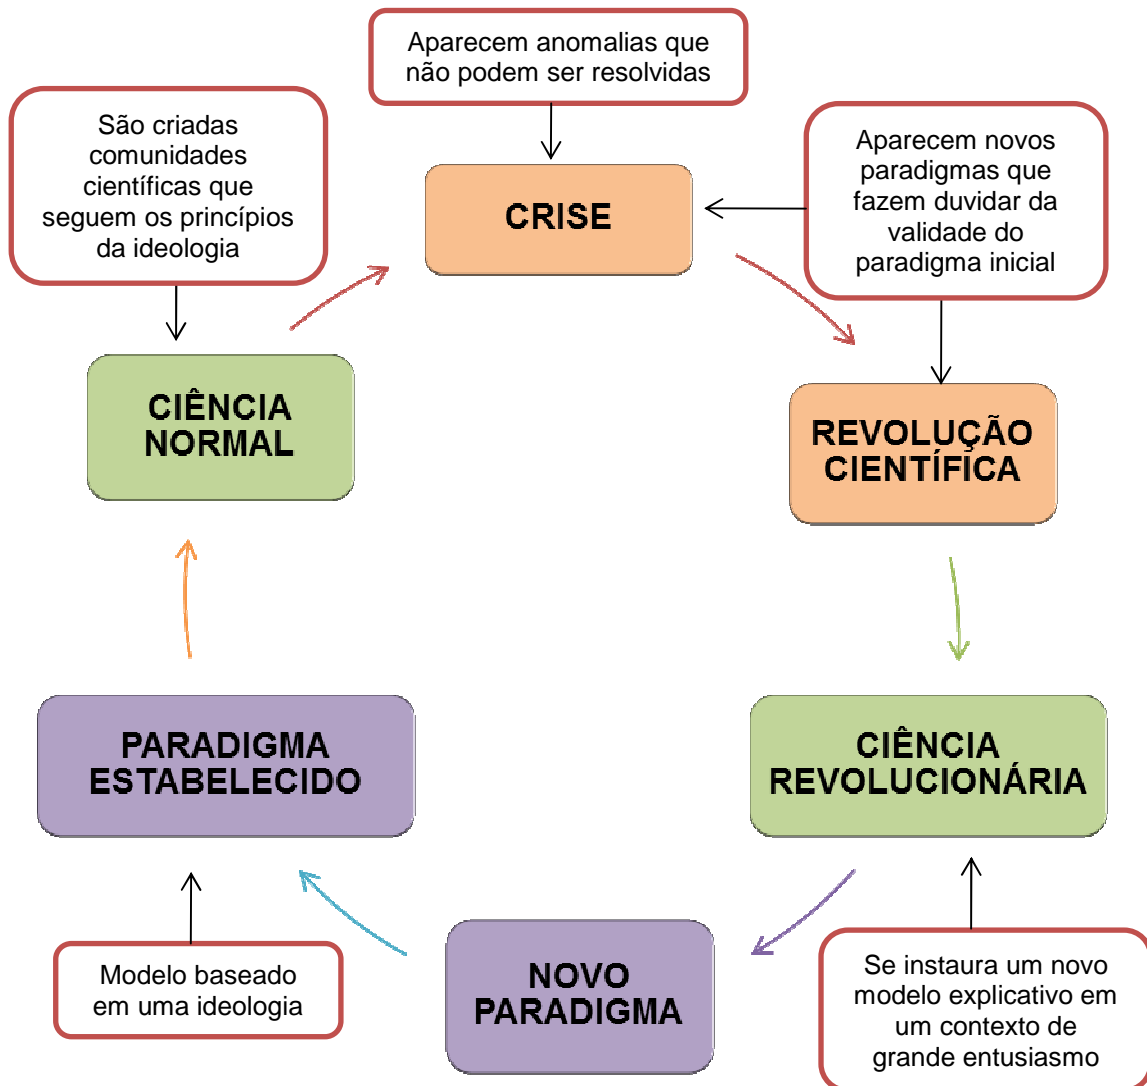 Aparecem anomalias que
não podem ser resolvidas
São criadas
comunidades
científicas que
seguem os princípios
da ideologia
CRISE
Aparecem novos
paradigmas que
fazem duvidar da
validade do
paradigma inicial
CIÊNCIA
NORMAL
REVOLUÇÃO
CIENTÍFICA
PARADIGMA
ESTABELECIDO
CIÊNCIA
REVOLUCIONÁRIA
Modelo baseado
em uma ideologia
NOVO
PARADIGMA
Se instaura um novo
modelo explicativo em
um contexto de
grande entusiasmo